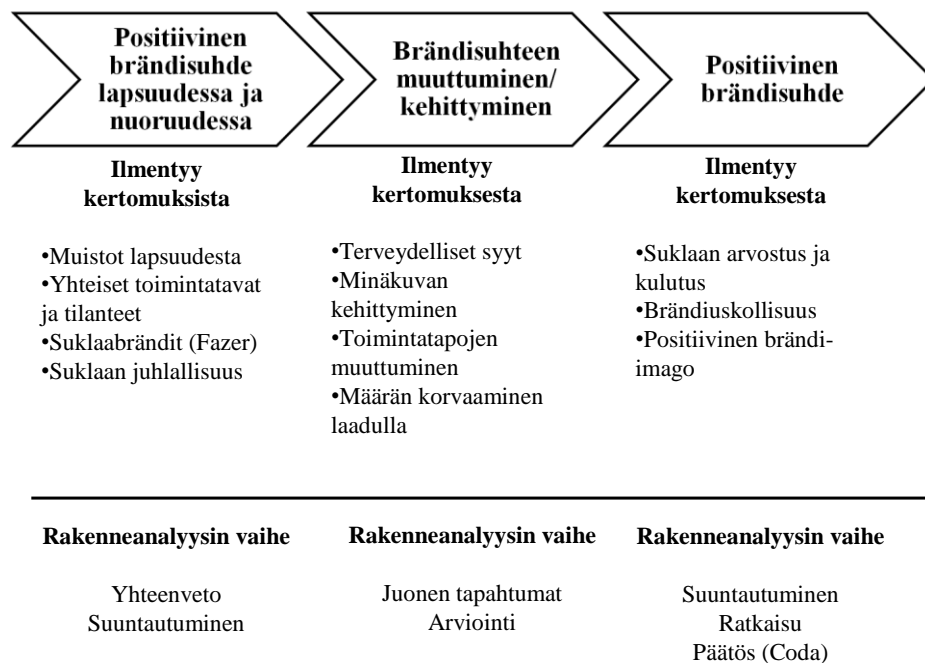 Positiivinen
brändisuhde
lapsuudessa ja
nuoruudessa
Ilmentyy
kertomuksista
•Muistot lapsuudesta
•Yhteiset toimintatavat
ja tilanteet
•Suklaabrändit (Fazer)
•Suklaan juhlallisuus
Brändisuhteen
muuttuminen/
kehittyminen
Ilmentyy
kertomuksesta
•Terveydelliset syyt
•Minäkuvan
kehittyminen
•Toimintatapojen
muuttuminen
•Määrän korvaaminen
laadulla
Positiivinen
brändisuhde
Ilmentyy
kertomuksesta
•Suklaan arvostus ja
kulutus
•Brändiuskollisuus
•Positiivinen brändi-
imago
Rakenneanalyysin vaihe
Yhteenveto
Suuntautuminen
Rakenneanalyysin vaihe
Juonen tapahtumat
Arviointi
Rakenneanalyysin vaihe
Suuntautuminen
Ratkaisu
Päätös (Coda)